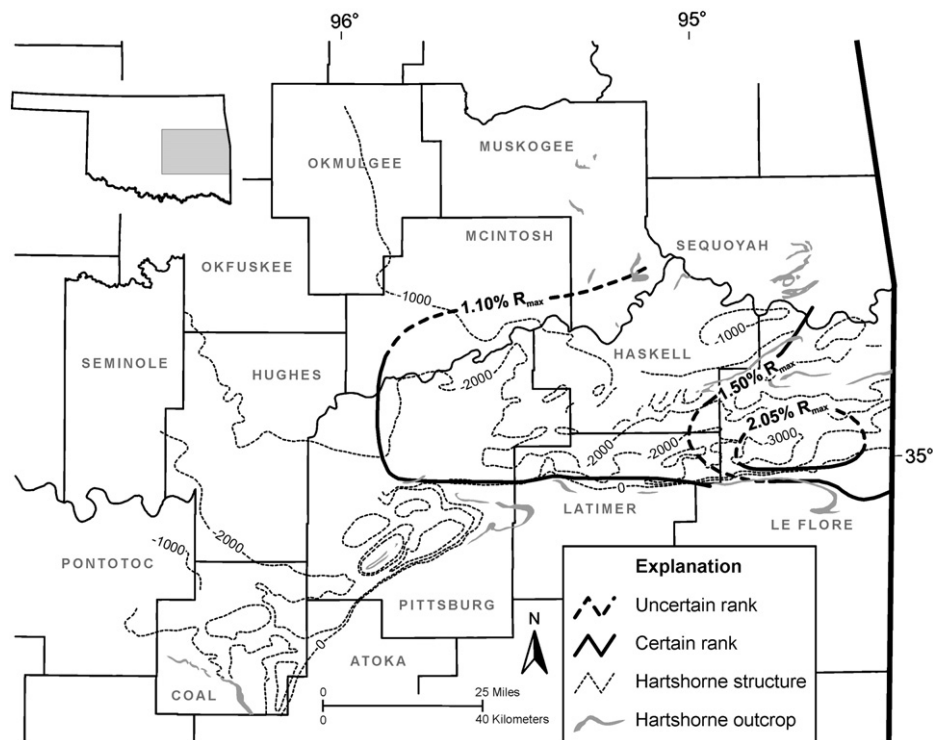 96°
95°
MUSKOGEE
OKMULGEE
MCINTOSH
SEQUOYAH
OKFUSKEE
-1000
1.10% Rmax
-1000
SEMINOLE
HASKELL
HUGHES
-2000
1.50% Rmax
2.05% Rmax
-2000
-2000
-3000
35°
0
LATIMER
LE FLORE
-1000
-2000
PONTOTOC
Explanation
Uncertain rank
PITTSBURG
N
Certain rank
0
ATOKA
Hartshorne structure
COAL
0
25 Miles
0
40 Kilometers
Hartshorne outcrop